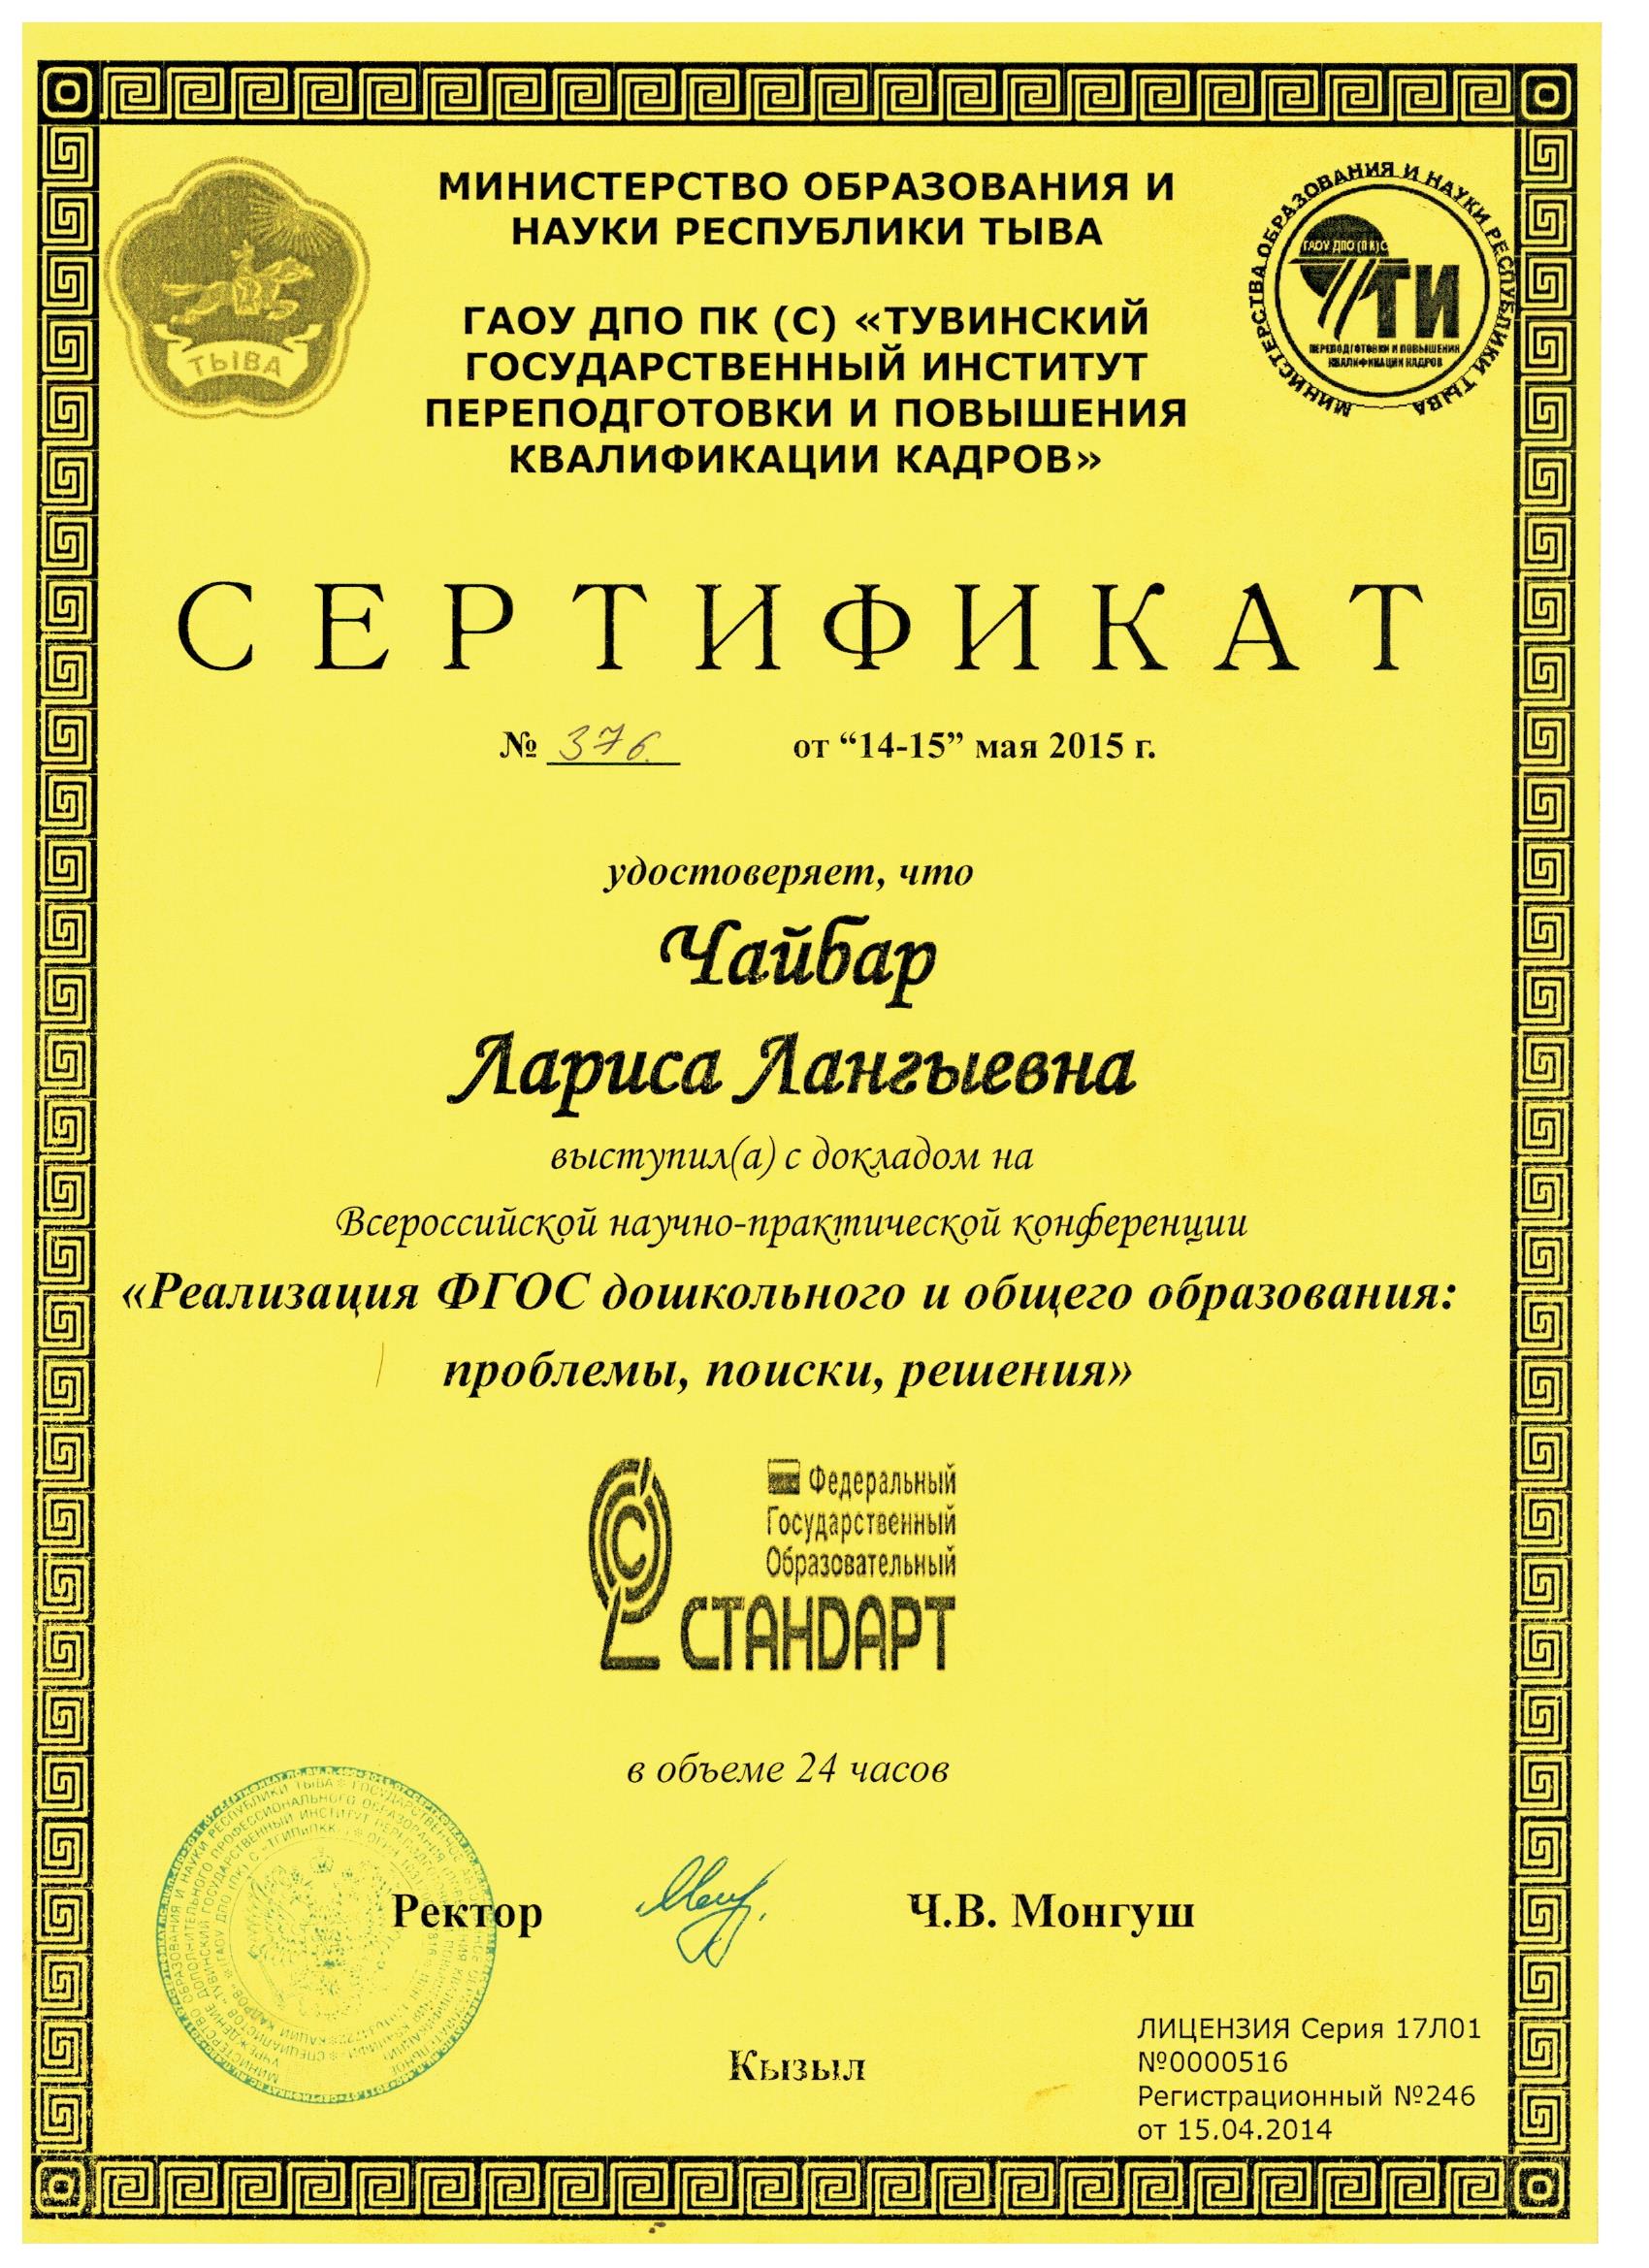 МИНИСТЕРСТВО ОБРАЗОВАНИЯ И
НАУКИ РЕСПУБЛИКИ ТЫВА
ГАОУ ДПО ПК (С) «ТУВИНСКИЙ
ГОСУДАРСТВЕННЫЙ ИНСТИТУТ
ПЕРЕПОДГОТОВКИ И ПОВЫШЕНИЯ
КВАЛИФИКАЦИИ КАДРОВ»
ТЫВА
МИНИСТЕРСТВА ОБРАЗОВАНИЯ И НАУКИ РЕСПУБЛИКИ ТЫВА
ГАОУ ДПО (ПК)С
ТИ
ПЕРЕПОДГОТОВКИ И ПОВЫШЕНИЯ
КВАЛИФИКАЦИИ КАДРОВ
СЕРТИФИКАТ
№ 376. от “14-15” мая 2015 г.
удостоверяет, что
Чайбар
Лариса Лангыевна
выступил(а) с докладом на
Всероссийской научно-практической конференции
«Реализация ФГОС дошкольного и общего образования:
проблемы, поиски, решения»
Федеральный
Государственный
Образовательный
СТАНДАРТ
в объеме 24 часов
Ректор Ч.В. Монгуш
Кызыл
ЛИЦЕНЗИЯ Серия 17Л01
№0000516
Регистрационный №246
от 15.04.2014